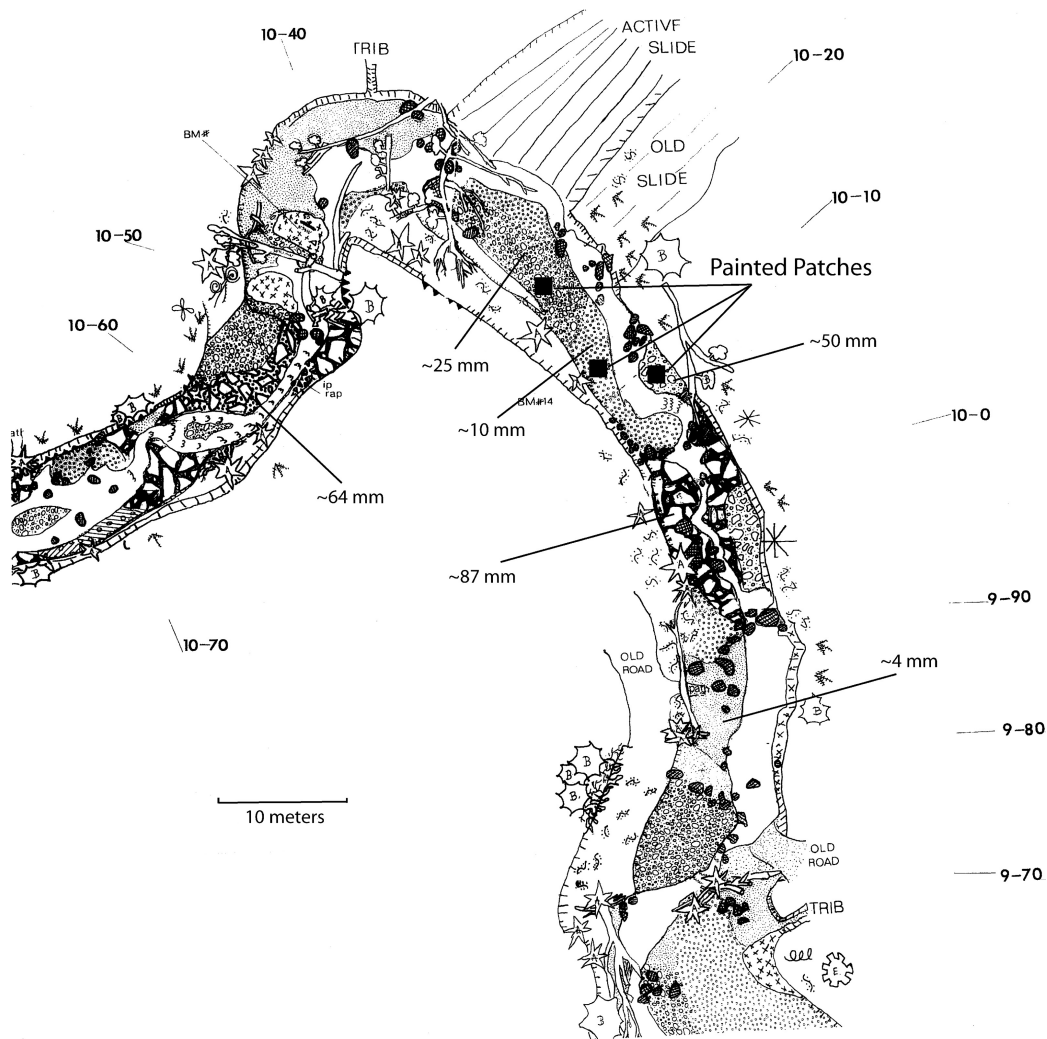 ACTIVE
SLIDE
10-40
TRIB
10-20
BM#
OLD
SLIDE
10-10
10-50
B
Painted Patches
B
10-60
~50 mm
~25 mm
B
ip
rap
BM#14
~10 mm
10-0
B
B
~64 mm
~87 mm
A
B
9-90
10-70
OLD
ROAD
~4 mm
path
B
9-80
B
B
B.
10 meters
OLD
ROAD
9-70
TRIB
E
B